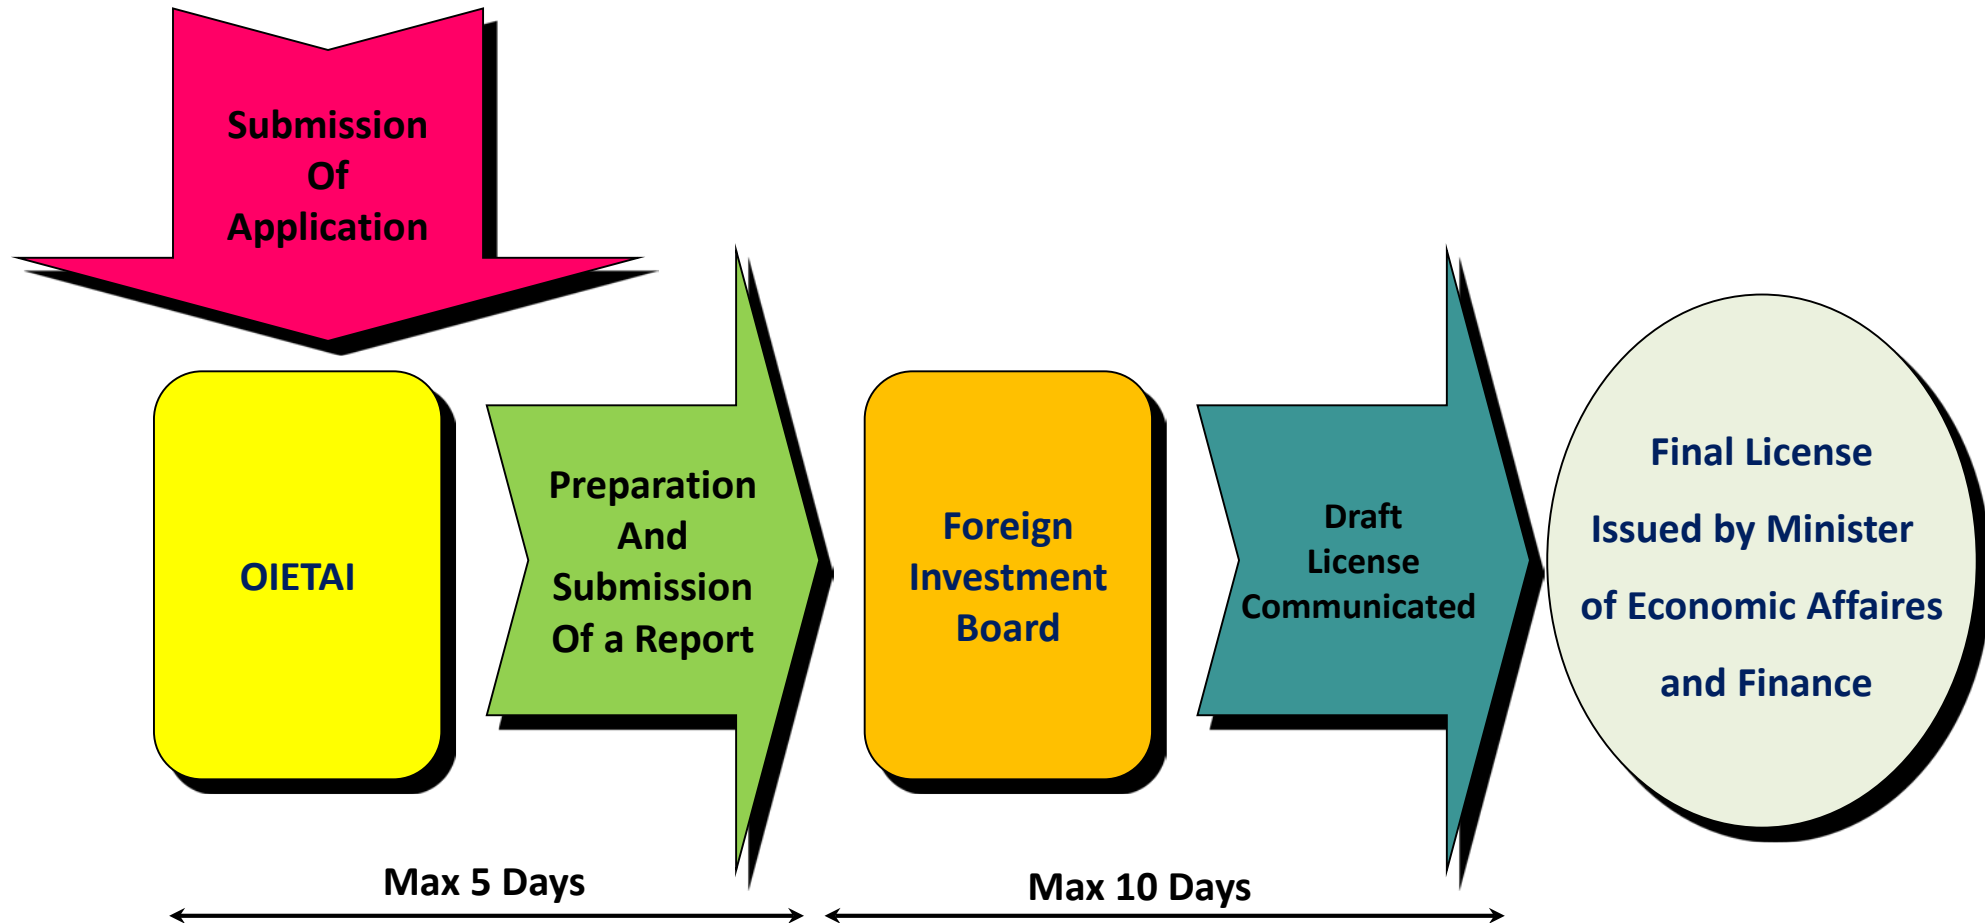 Submission
Of
Application
OIETAI
Preparation
And
Submission
Of a Report
Foreign
Investment
Board
Draft
License
Communicated
Final License
Issued by Minister
of Economic Affaires
and Finance
Max 5 Days
Max 10 Days